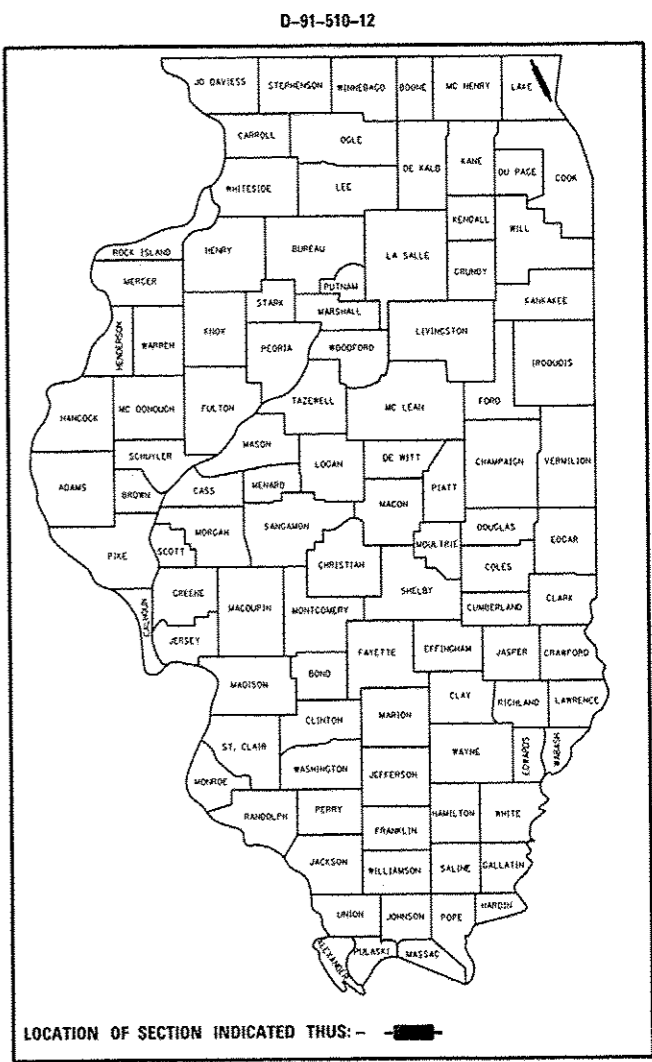 D-91-510-12
JO DAVIESS STEPHENSON WINNEBAGO BOONE MC HENRY LAKE
CARROLL OGLE
DE KALB KANE DU PAGE COOK
WHITESIDE LEE
KENDALL WILL
ROCK ISLAND HENRY BUREAU LA SALLE
GRUNDY
MERCER PUTNAM
STARK MARSHALL KANKAKEE
HENDERSON WARREN KNOX LIVINGSTON
PEORIA WOODFORD IROQUOIS
TAZEWELL FORD
HANCOCK MC DONOUGH FULTON MC LEAN
MASON
SCHUYLER LOGAN DE WITT CHAMPAIGN VERMILION
ADAMS BROWN CASS MENARD PIATT
MACON
MORGAN SANGAMON DOUGLAS
PIKE SCOTT MOULTRIE EDGAR
CHRISTIAN COLES
GREENE SHELBY
CALHOUN MACOUPIN MONTGOMERY CUMBERLAND CLARK
JERSEY
FAYETTE EFFINGHAM JASPER CRAWFORD
MADISON BOND
CLAY RICHLAND LAWRENCE
CLINTON MARION
ST. CLAIR WAYNE EDWARDS WABASH
WASHINGTON JEFFERSON
MONROE
RANDOLPH PERRY HAMILTON WHITE
FRANKLIN
JACKSON WILLIAMSON SALINE GALLATIN
HARDIN
UNION JOHNSON POPE
ALEXANDER PULASKI MASSAC
LOCATION OF SECTION INDICATED THUS: -